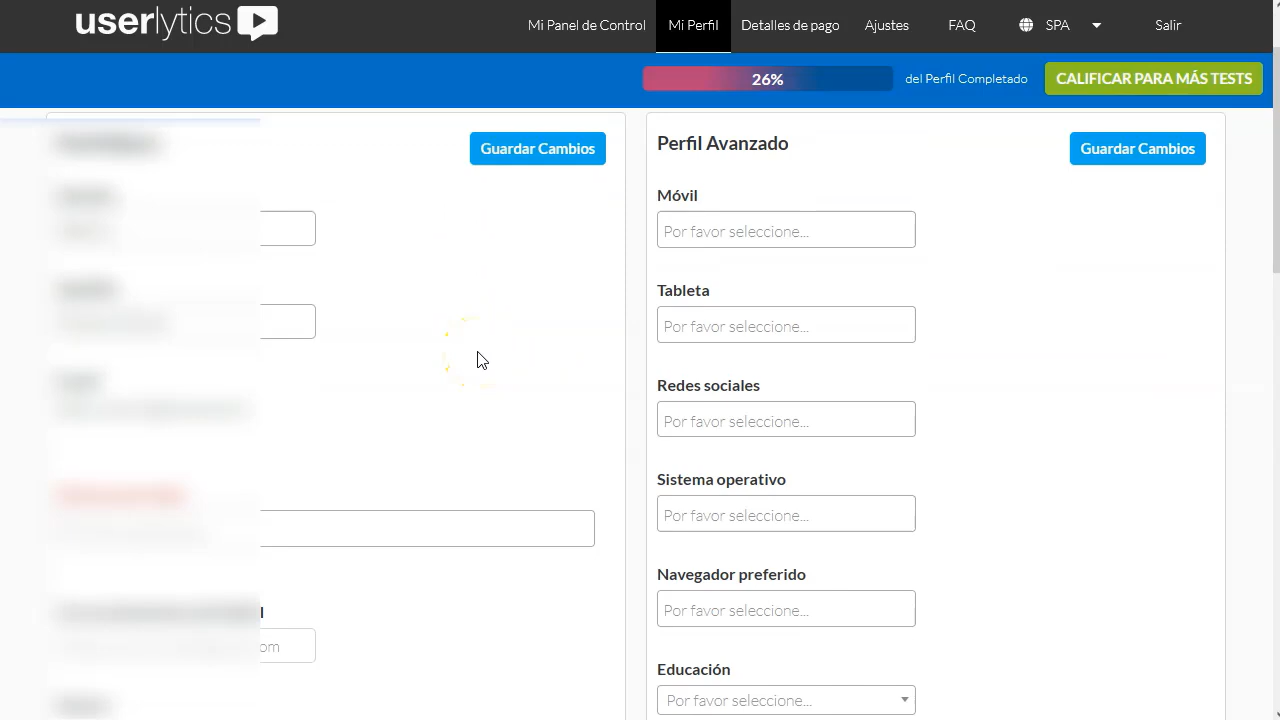 userlytics
Mi Panel de Control
Mi Perfil
Detalles de pago
Ajustes
FAQ
SPA
Salir
26%
del Perfil Completado
CALIFICAR PARA MÁS TESTS
Guardar Cambios
om
Perfil Avanzado
Guardar Cambios
Móvil
Por favor seleccione...
Tableta
Por favor seleccione...
Redes sociales
Por favor seleccione...
Sistema operativo
Por favor seleccione...
Navegador preferido
Por favor seleccione...
Educación
Por favor seleccione...